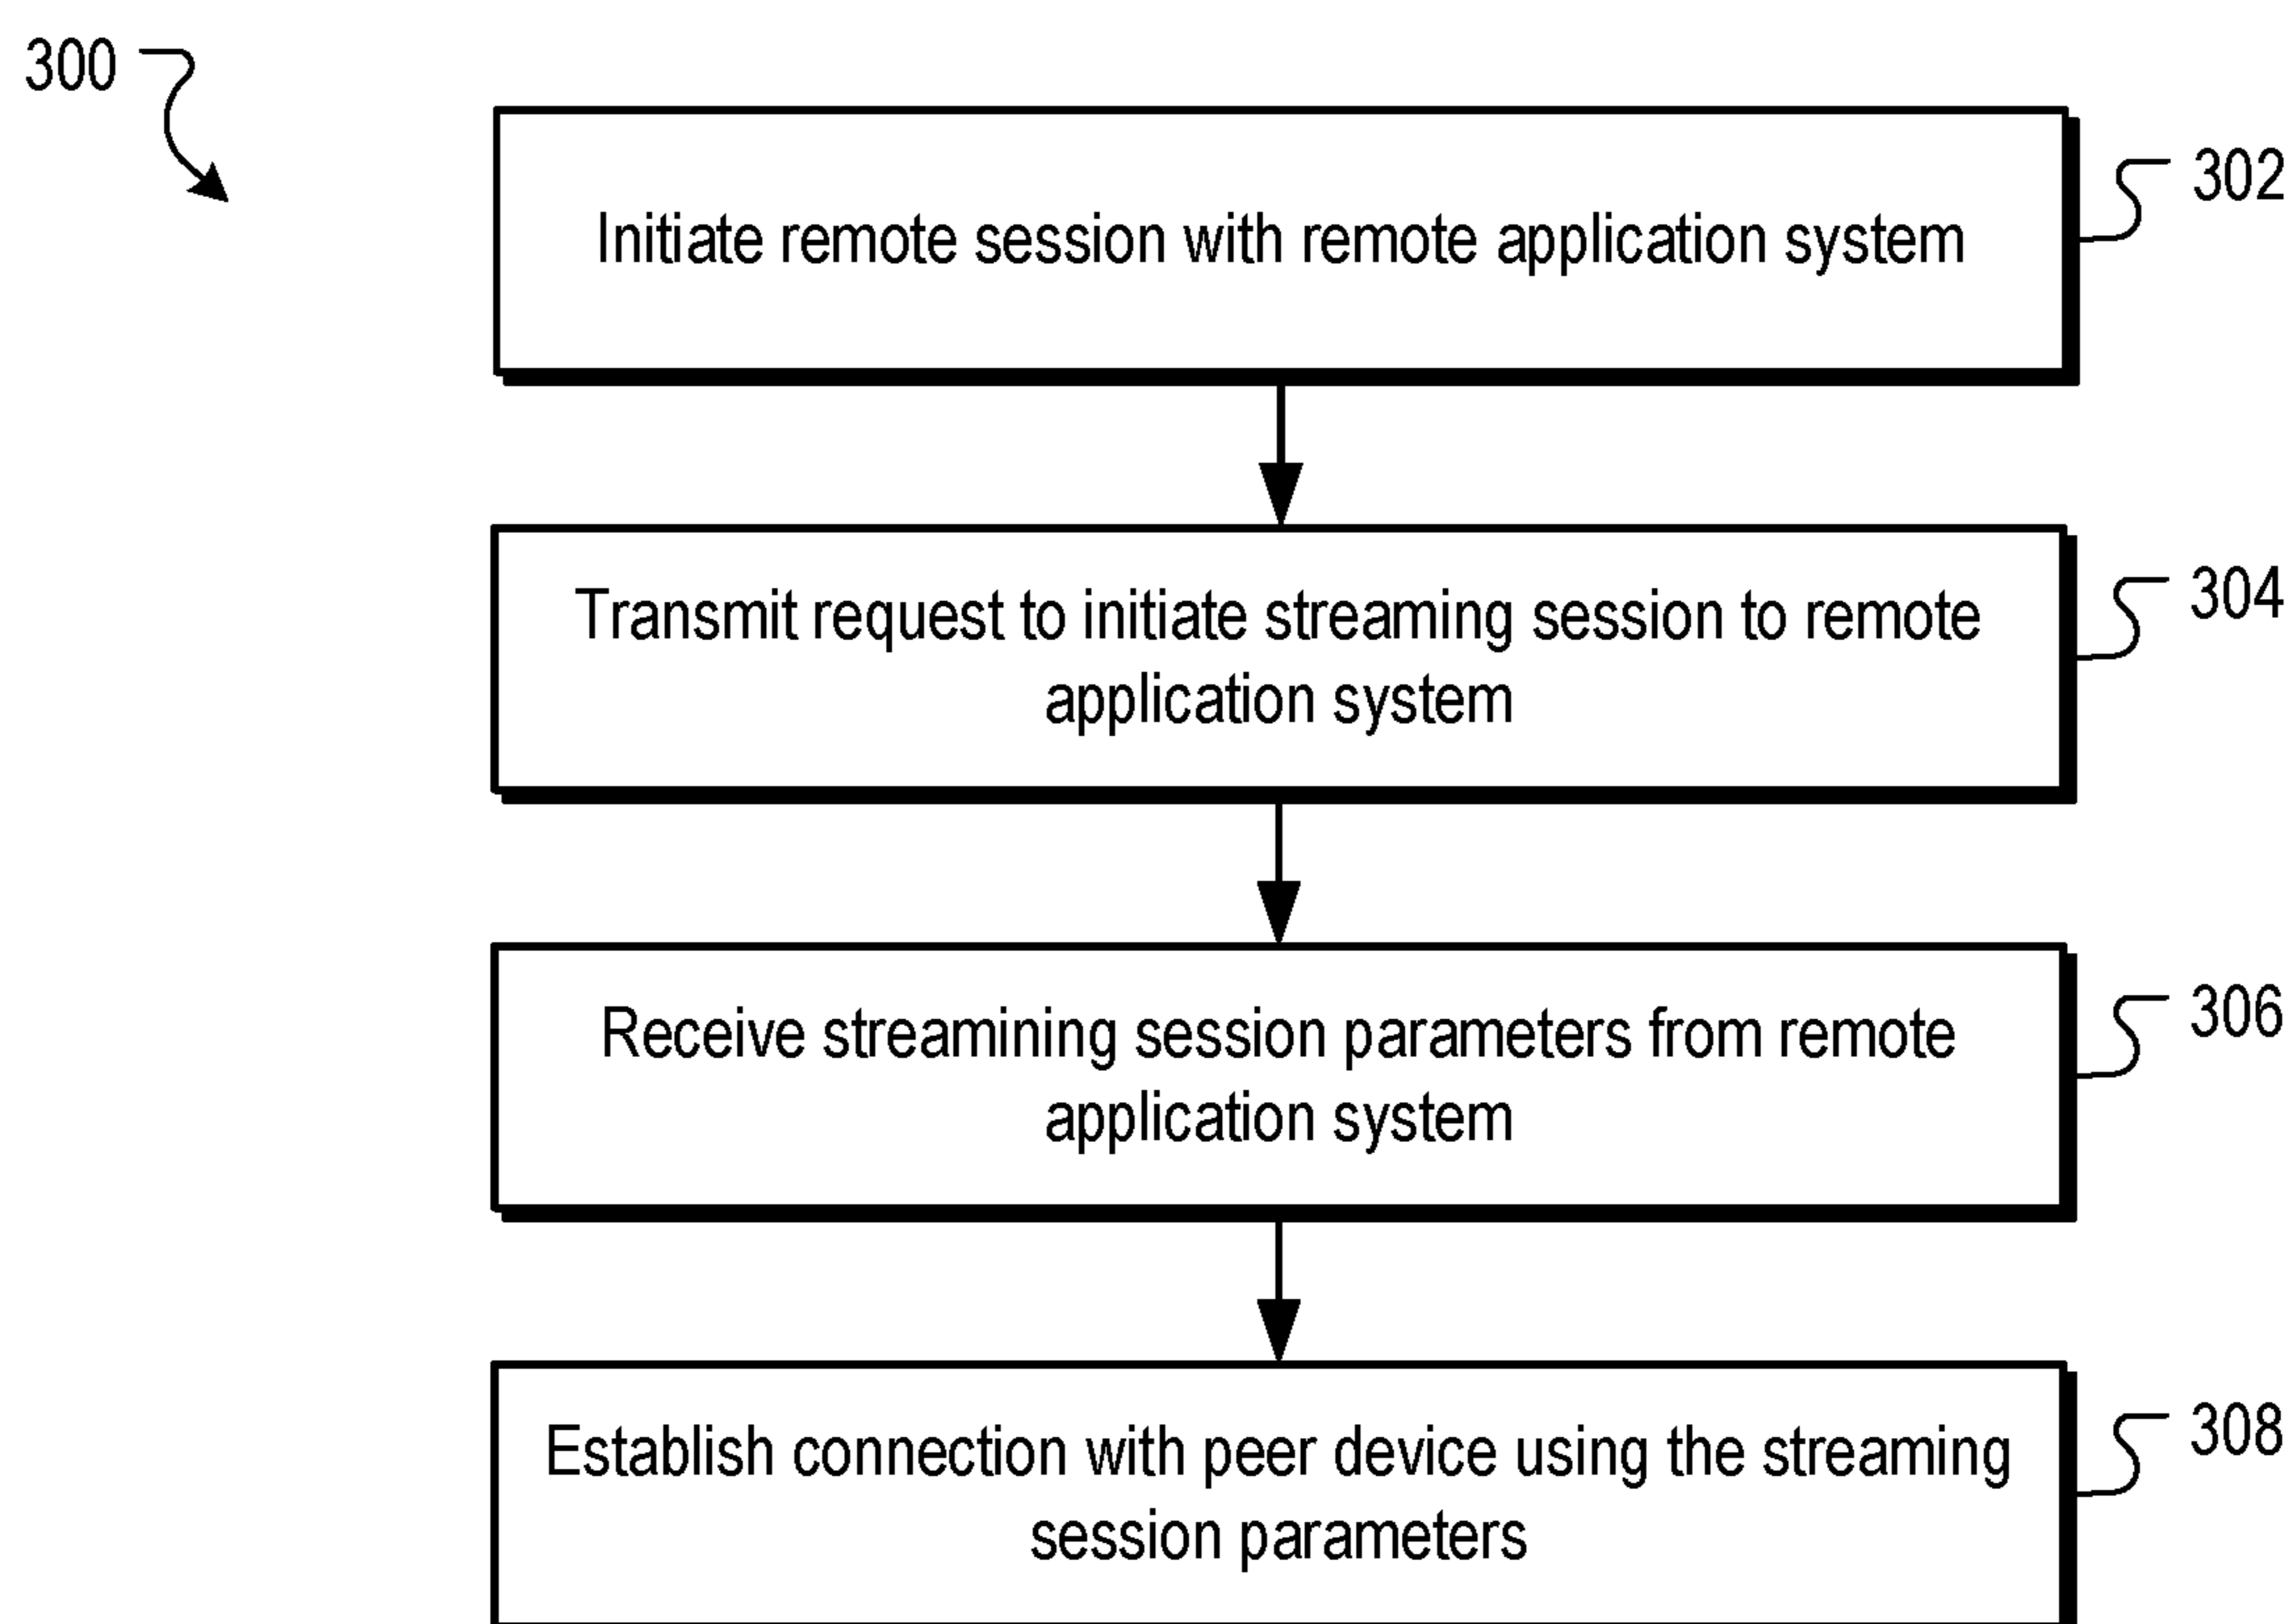 300
Initiate remote session with remote application system
302
Transmit request to initiate streaming session to remote
application system
304
Receive streamining session parameters from remote
application system
306
Establish connection with peer device using the streaming
session parameters
308